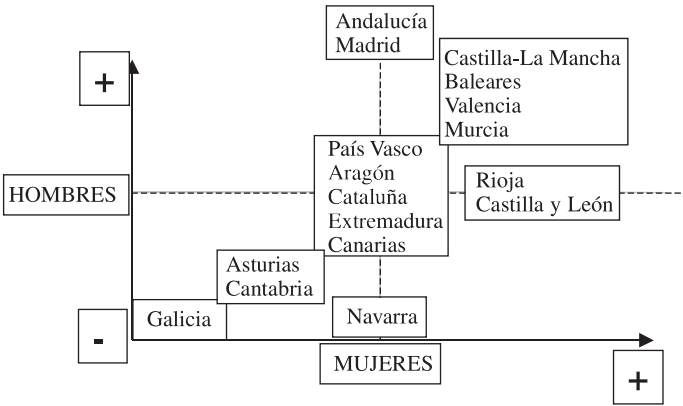 Andalucía
Madrid
+
Castilla-La Mancha
Baleares
Valencia
Murcia
País Vasco
Aragón
Cataluña
Extremadura
Canarias
HOMBRES
Rioja
Castilla y León
Asturias
Cantabria
Galicia
Navarra
-
MUJERES
+